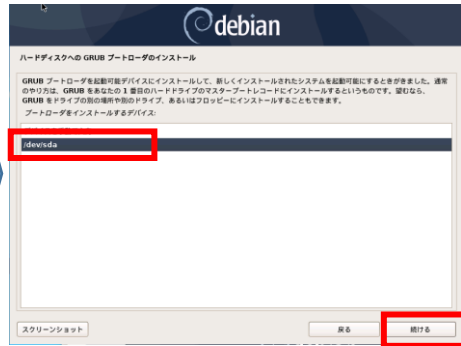 debian
ハードディスクへの GRUB ブートローダのインストール
GRUB ブートローダを起動可能デバイスにインストールして、新しくインストールされたシステムを起動可能にするときがきました。通常
のやり方は、GRUB をあなたの 1 番目のハードドライブのマスターブートレコードにインストールするというものです。望むなら、
GRUB をドライブの別の場所や別のドライブ、あるいはフロッピーにインストールすることもできます。
ブートローダをインストールするデバイス:
/dev/sda
スクリーンショット
戻る
続ける